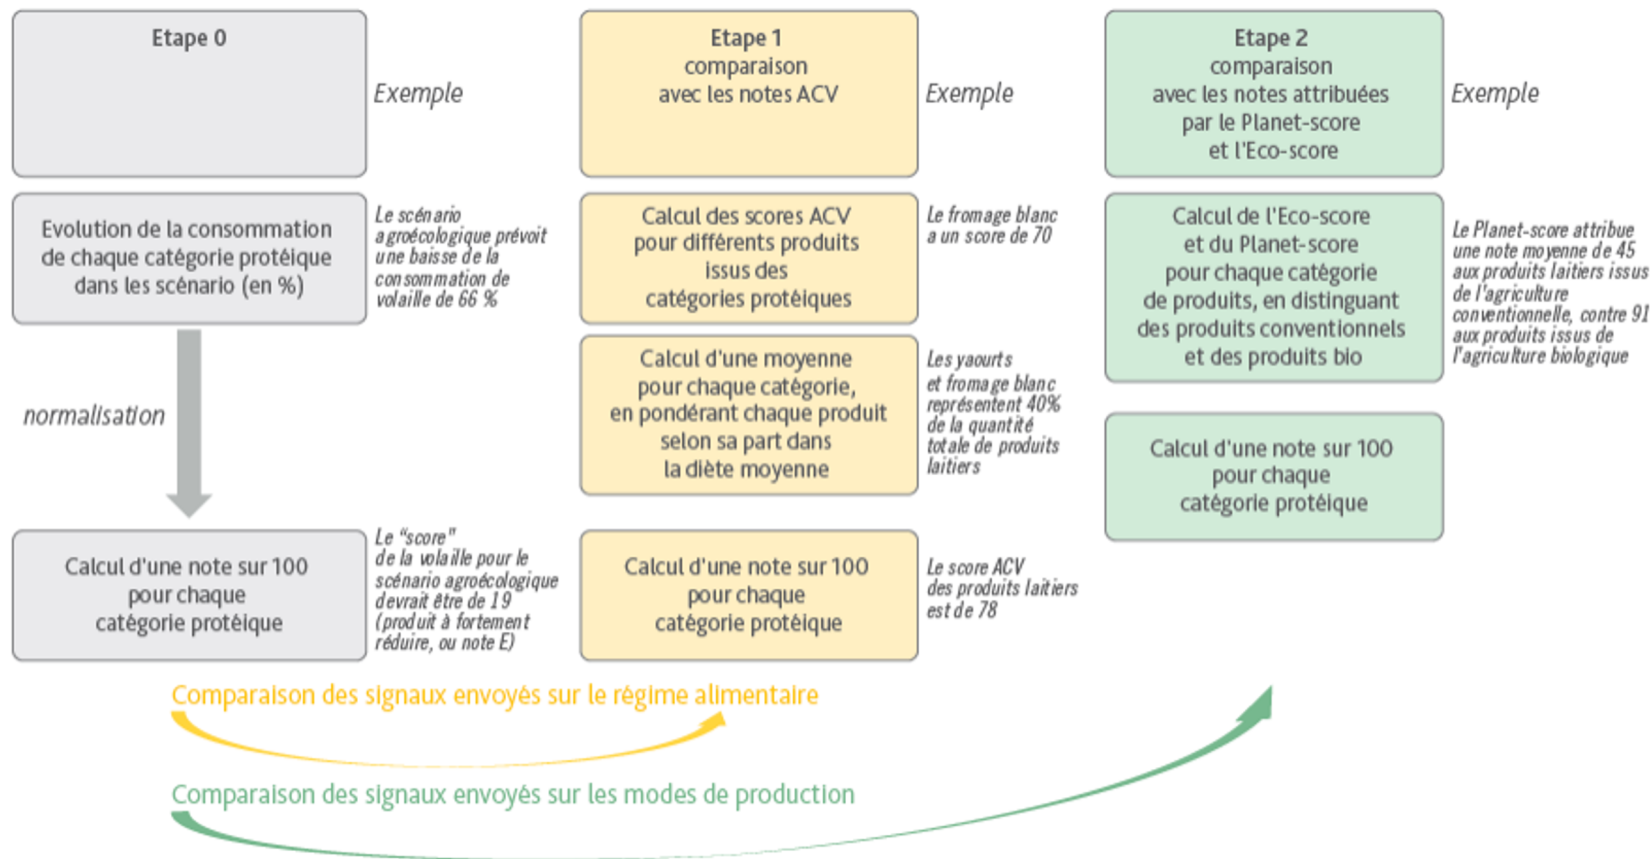 Etape 0
Exemple
Evolution de la consommation
de chaque catégorie protéique
dans les scénario (en %)
Le scénario
agroécologique prévoit
une baisse de la
consommation de
volaille de 66 %
normalisation
Calcul d'une note sur 100
pour chaque
catégorie protéique
Le “score"
de la volaille pour le
scénario agroécologique
devrait être de 19
(produit à fortement
réduire, ou note E)
Etape 1
comparaison
avec les notes ACV
Exemple
Calcul des scores ACV
pour différents produits
issus des
catégories protéiques
Le fromage blanc
a un score de 70
Calcul d'une moyenne
pour chaque catégorie,
en pondérant chaque produit
selon sa part dans
la diète moyenne
Les yaourts
et fromage blanc
représentent 40%
de la quantité
totale de produits
laitiers
Calcul d'une note sur 100
pour chaque
catégorie protéique
Le score ACV
des produits laitiers
est de 78
Etape 2
comparaison
avec les notes attribuées
par le Planet-score
et l'Eco-score
Exemple
Calcul de l'Eco-score
et du Planet-score
pour chaque catégorie
de produits, en distinguant
des produits conventionnels
et des produits bio
Le Planet-score attribue
une note moyenne de 45
aux produits laitiers issus
de l'agriculture
conventionnelle, contre 91
aux produits issus de
l'agriculture biologique
Calcul d'une note sur 100
pour chaque
catégorie protéique
Comparaison des signaux envoyés sur le régime alimentaire
Comparaison des signaux envoyés sur les modes de production